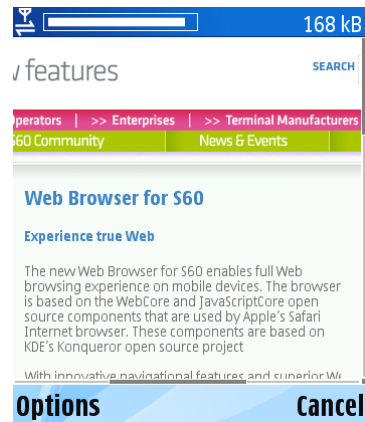 168 kB
features
SEARCH
>> Enterprises | >> Terminal Manufacturers
S60 Community News & Events
Web Browser for S60
Experience true Web
The new Web Browser for S60 enables full Web
browsing experience on mobile devices. The browser
is based on the WebCore and JavaScriptCore open
source components that are used by Apple's Safari
Internet browser. These components are based on
KDE's Konqueror open source project
With innovative navigational features and superior We
Options Cancel